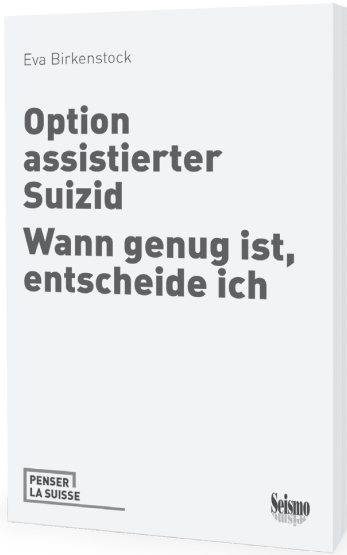 Eva Birkenstock
Option
assistierter
Suizid
Wann genug ist,
entscheide ich
PENSER
LA SUISSE
Seismo